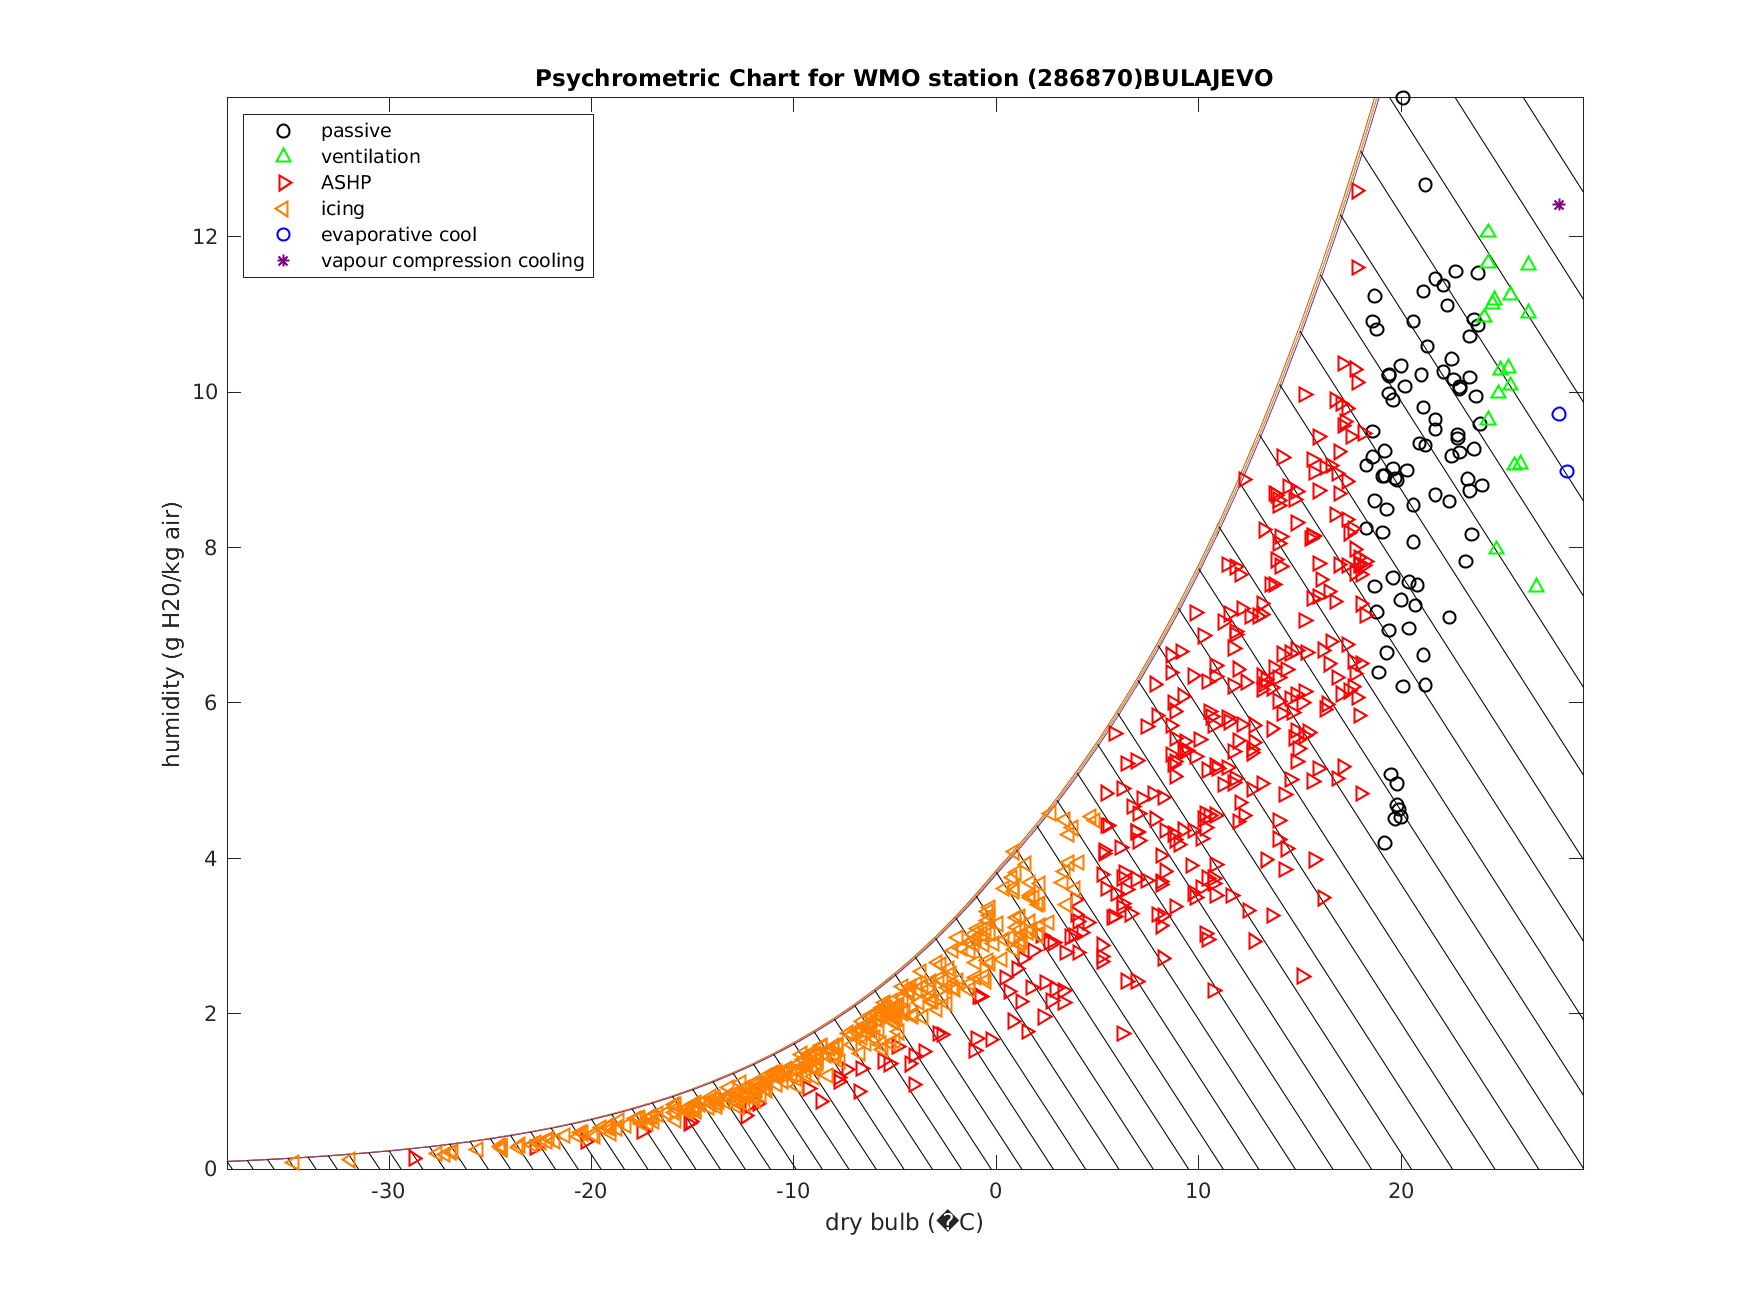 Psychrometric Chart for WMO station (286870)BULAJEVO
passive
ventilation
ASHP
icing
evaporative cool
vapour compression cooling
humidity (g H20/kg air)
12
10
8
6
4
2
0
-30 -20 -10 0 10 20
dry bulb (�C)